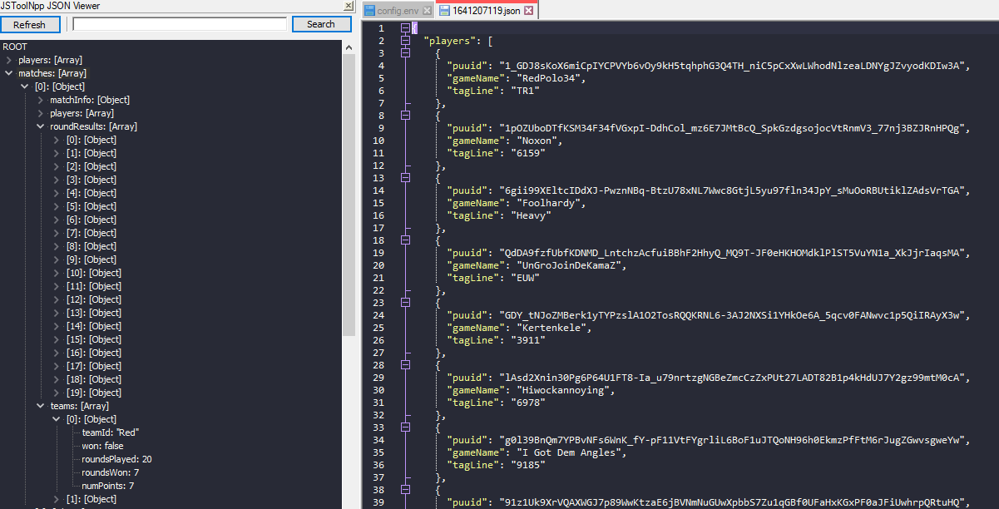 JSToolNpp JSON Viewer
Refresh
Search
ROOT
players: [Array]
matches: [Array]
[0]: [Object]
matchInfo: [Object]
players: [Array]
roundResults: [Array]
[0]: [Object]
[1]: [Object]
[2]: [Object]
[3]: [Object]
[4]: [Object]
[5]: [Object]
[6]: [Object]
[7]: [Object]
[8]: [Object]
[9]: [Object]
[10]: [Object]
[11]: [Object]
[12]: [Object]
[13]: [Object]
[14]: [Object]
[15]: [Object]
[16]: [Object]
[17]: [Object]
[18]: [Object]
[19]: [Object]
teams: [Array]
[0]: [Object]
teamId: "Red"
won: false
roundsPlayed: 20
roundsWon: 7
numPoints: 7
[1]: [Object]
config.env 1641207119.json
1 {
2 "players": [
3 {
4 "puuid": "1_GDJ8sKoX6miCpIYCPVYb6vOy9kH5tqhphG3Q4TH_niC5pCxXwLWhodNlzeaLDNYgJZvyodKDIw3A",
5 "gameName": "RedPolo34",
6 "tagLine": "TR1"
7 },
8 {
9 "puuid": "1pOZUboDTfKSM34F34fVGxpI-DdhCol_mz6E7JMtBcQ_SpkGzdgsojocVtRnmV3_77nj3BZJRnHPQg",
10 "gameName": "Noxon",
11 "tagLine": "6159"
12 },
13 {
14 "puuid": "6gii99XEltcIDdXJ-PwznNBq-BtzU78xNL7Wwc8GtjL5yu97fln34JpY_sMuOoRBUtiklZAdsVrTGA",
15 "gameName": "Foolhardy",
16 "tagLine": "Heavy"
17 },
18 {
19 "puuid": "QdDA9fzfUbfKDNMD_LntchzAcfuiBBhF2HhyQ_MQ9T-JF0eHKHOMdklPlST5VuYN1a_XkJjrIaqsMA",
20 "gameName": "UnGroJoinDeKamaZ",
21 "tagLine": "EUW"
22 },
23 {
24 "puuid": "GDY_tNJoZMBerk1yTYPzslA1O2TosRQQKRNL6-3AJ2NXSi1YHkOe6A_5qcv0FANwvc1p5QiIRAyX3w",
25 "gameName": "Kertenkele",
26 "tagLine": "3911"
27 },
28 {
29 "puuid": "lAsd2Xnin30Pg6P64U1FT8-Ia_u79nrtzgNGBeZmcCzZxPUt27LADT82B1p4kHdUJ7Y2gz99mtM0cA",
30 "gameName": "Hiwockannoying",
31 "tagLine": "6978"
32 },
33 {
34 "puuid": "g0l39BnQm7YPBvNFs6WnK_fY-pF11VtFYgrliL6BoF1uJTQoNH96h0EkmzPfFtM6rJugZGwvsgweYw",
35 "gameName": "I Got Dem Angles",
36 "tagLine": "9185"
37 },
38 {
39 "puuid": "91z1Uk9XrVQAXWGJ7p89WwKtzaE6jBVNmNuGUwXpbbS7Zu1qGBf0UFaHxKGxPF0aJFiUwhrpQRtuHQ",